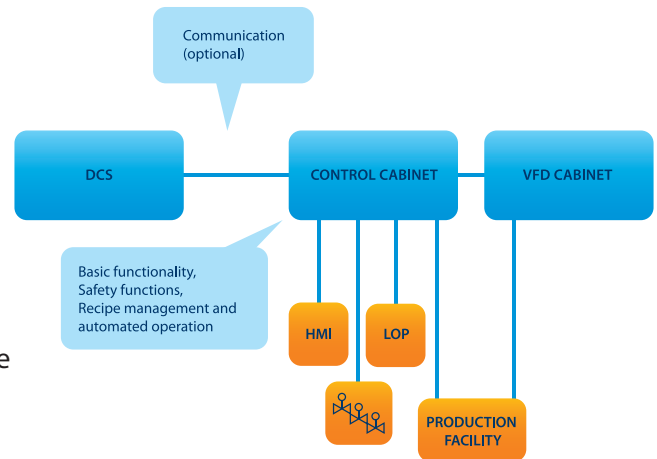 Communication
(optional)
DCS
CONTROL CABINET
VFD CABINET
Basic functionality,
Safety functions,
Recipe management and
automated operation
HMI
LOP
e
PRODUCTION
FACILITY